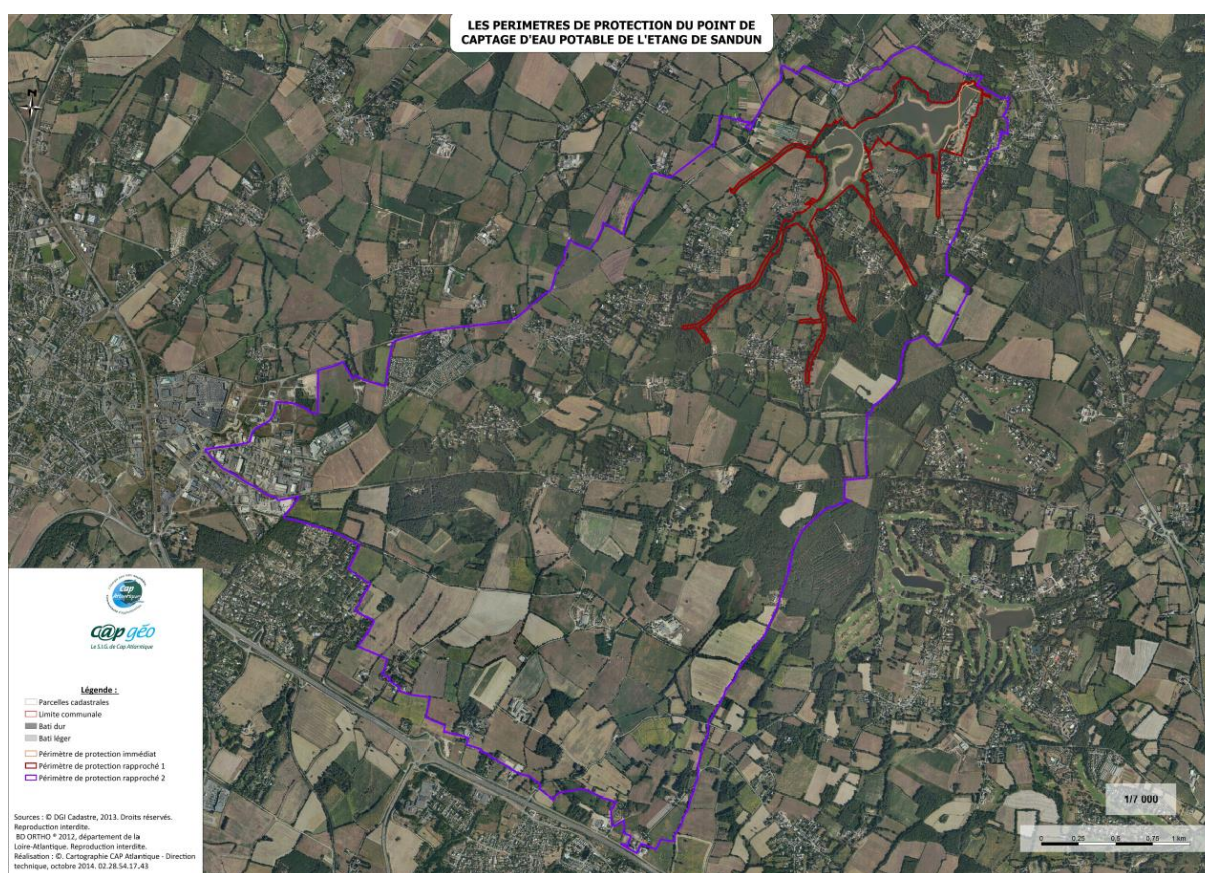 LES PERIMETRES DE PROTECTION DU POINT DE
CAPTAGE D'EAU POTABLE DE L'ETANG DE SANDUN
N
Cap
Atlantique
c@p géo
Le S.I.G. de Cap Atlantique
Légende :
Parcelles cadastrales
Limite communale
Bati dur
Bati léger
Périmètre de protection immédiat
Périmètre de protection rapproché 1
Périmètre de protection rapproché 2
Sources : © DGI Cadastre, 2013. Droits réservés.
Reproduction interdite.
BD ORTHO ® 2012, département de la
Loire-Atlantique. Reproduction interdite.
Réalisation : ©. Cartographie CAP Atlantique - Direction
technique, octobre 2014. 02.28.54.17.43
1/7 000
0 0,25 0,5 0,75 1 km